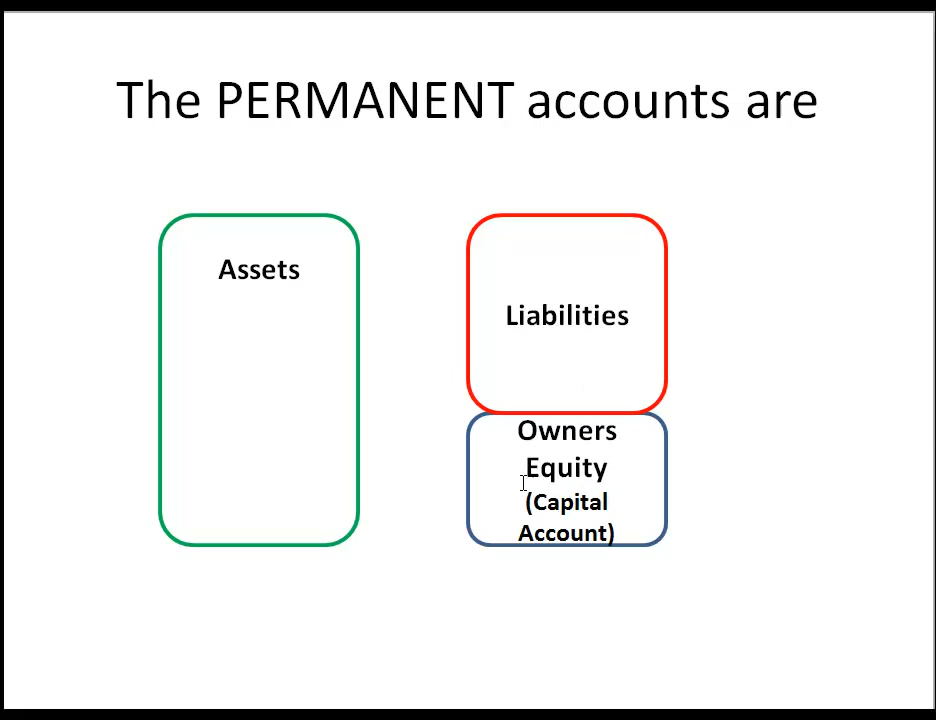 The PERMANENT accounts are
Assets
Liabilities
Owners
Equity
(Capital
Account)